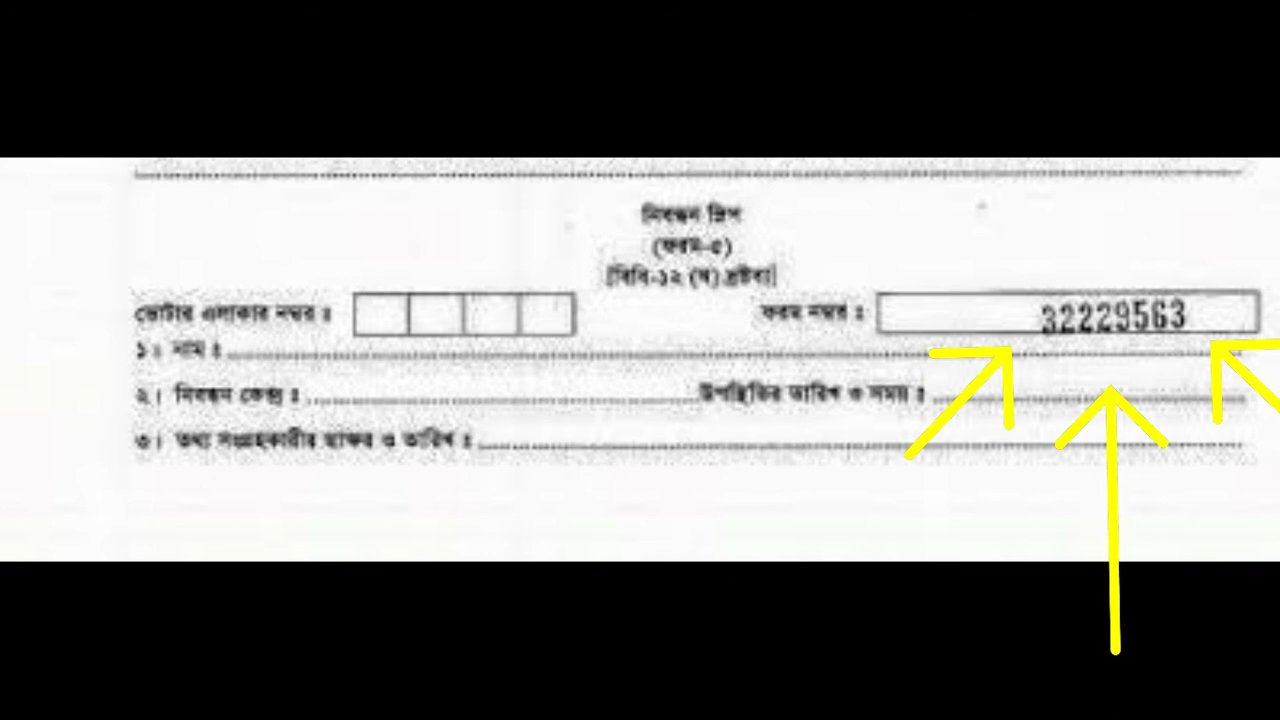 নিবন্ধন স্লিপ
(ফরম-৫)
[বিধি-১২ (খ) দ্রষ্টব্য]
ভোটার এলাকার নম্বর ঃ ফরম নম্বর ঃ 32229563
১। নাম ঃ
২। নিবন্ধন কেন্দ্র ঃ উপস্থিতির তারিখ ও সময় ঃ
৩। তথ্য সংগ্রহকারীর স্বাক্ষর ও তারিখ ঃ